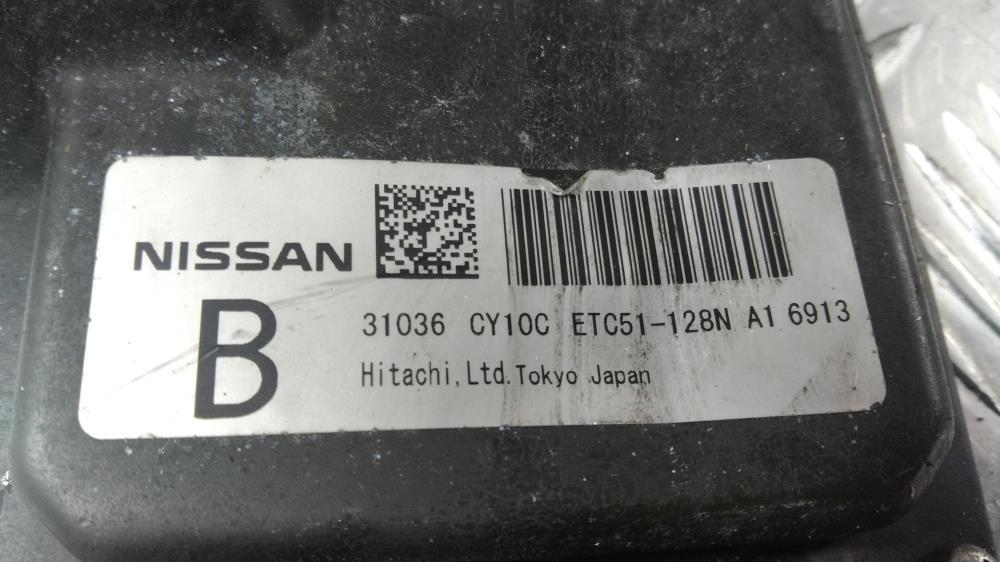 NISSAN
B
31036 CY10C ETC51-128N A1 6913
Hitachi,Ltd.Tokyo Japan